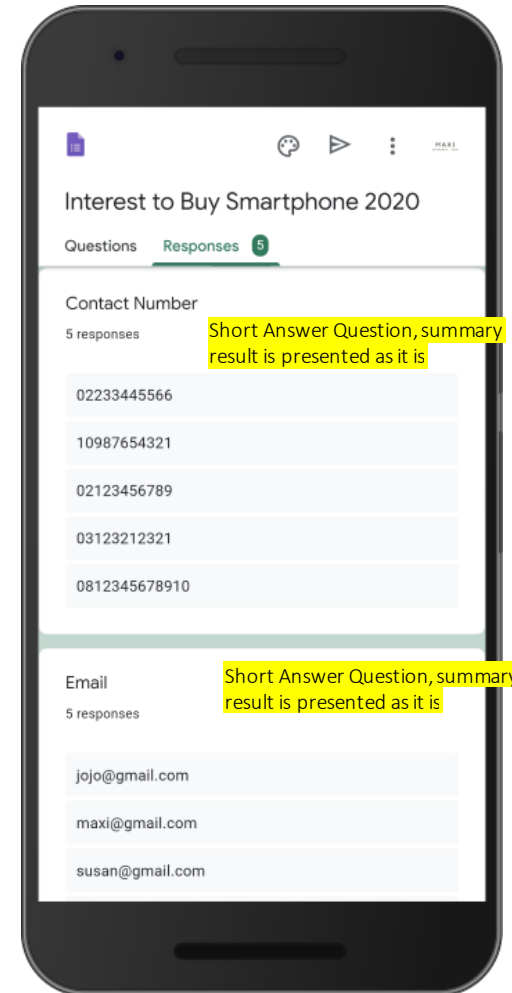 MAXI
Interest to Buy Smartphone 2020
Questions Responses 5
Contact Number
5 responses
Short Answer Question, summary
result is presented as it is
02233445566
10987654321
02123456789
03123212321
0812345678910
Email
5 responses
Short Answer Question, summary
result is presented as it is
jojo@gmail.com
maxi@gmail.com
susan@gmail.com